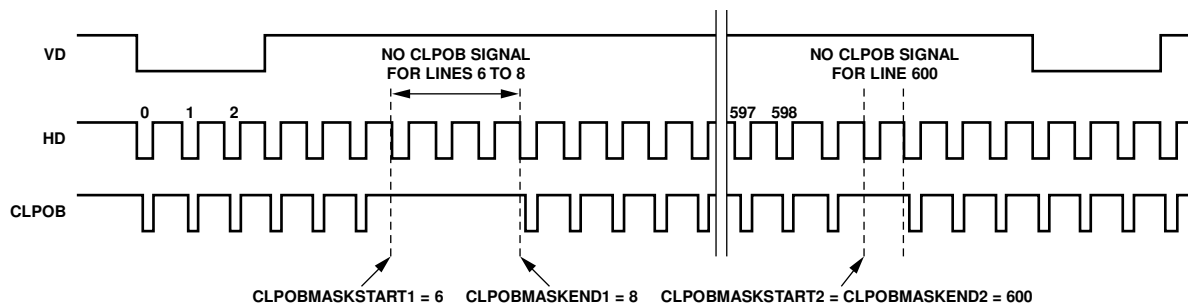 VD
NO CLPOB SIGNAL
FOR LINES 6 TO 8
NO CLPOB SIGNAL
FOR LINE 600
HD
0 1 2 597 598
CLPOB
CLPOBMASKSTART1 = 6 CLPOBMASKEND1 = 8 CLPOBMASKSTART2 = CLPOBMASKEND2 = 600